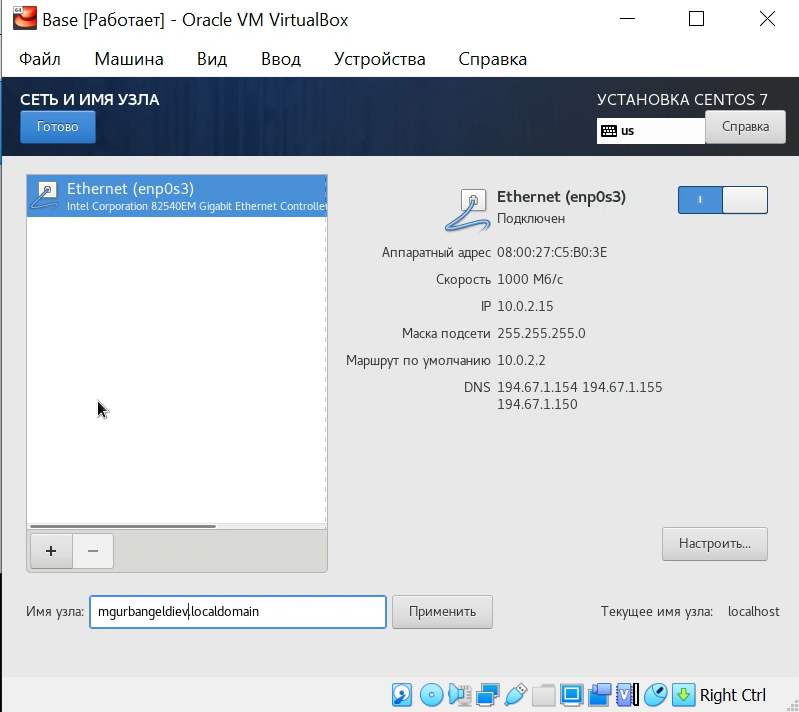 64
Base [Работает] - Oracle VM VirtualBox
Файл Машина Вид Ввод Устройства Справка
СЕТЬ И ИМЯ УЗЛА
Готово
УСТАНОВКА CENTOS 7
us
Справка
Ethernet (enp0s3)
Intel Corporation 82540EM Gigabit Ethernet Controller
Ethernet (enp0s3)
Подключен
Аппаратный адрес 08:00:27:C5:B0:3E
Скорость 1000 Мб/с
IP 10.0.2.15
Маска подсети 255.255.255.0
Маршрут по умолчанию 10.0.2.2
DNS 194.67.1.154 194.67.1.155
194.67.1.150
+ −
Настроить...
Имя узла: mgurbangeldiev.localdomain Применить Текущее имя узла: localhost
Right Ctrl